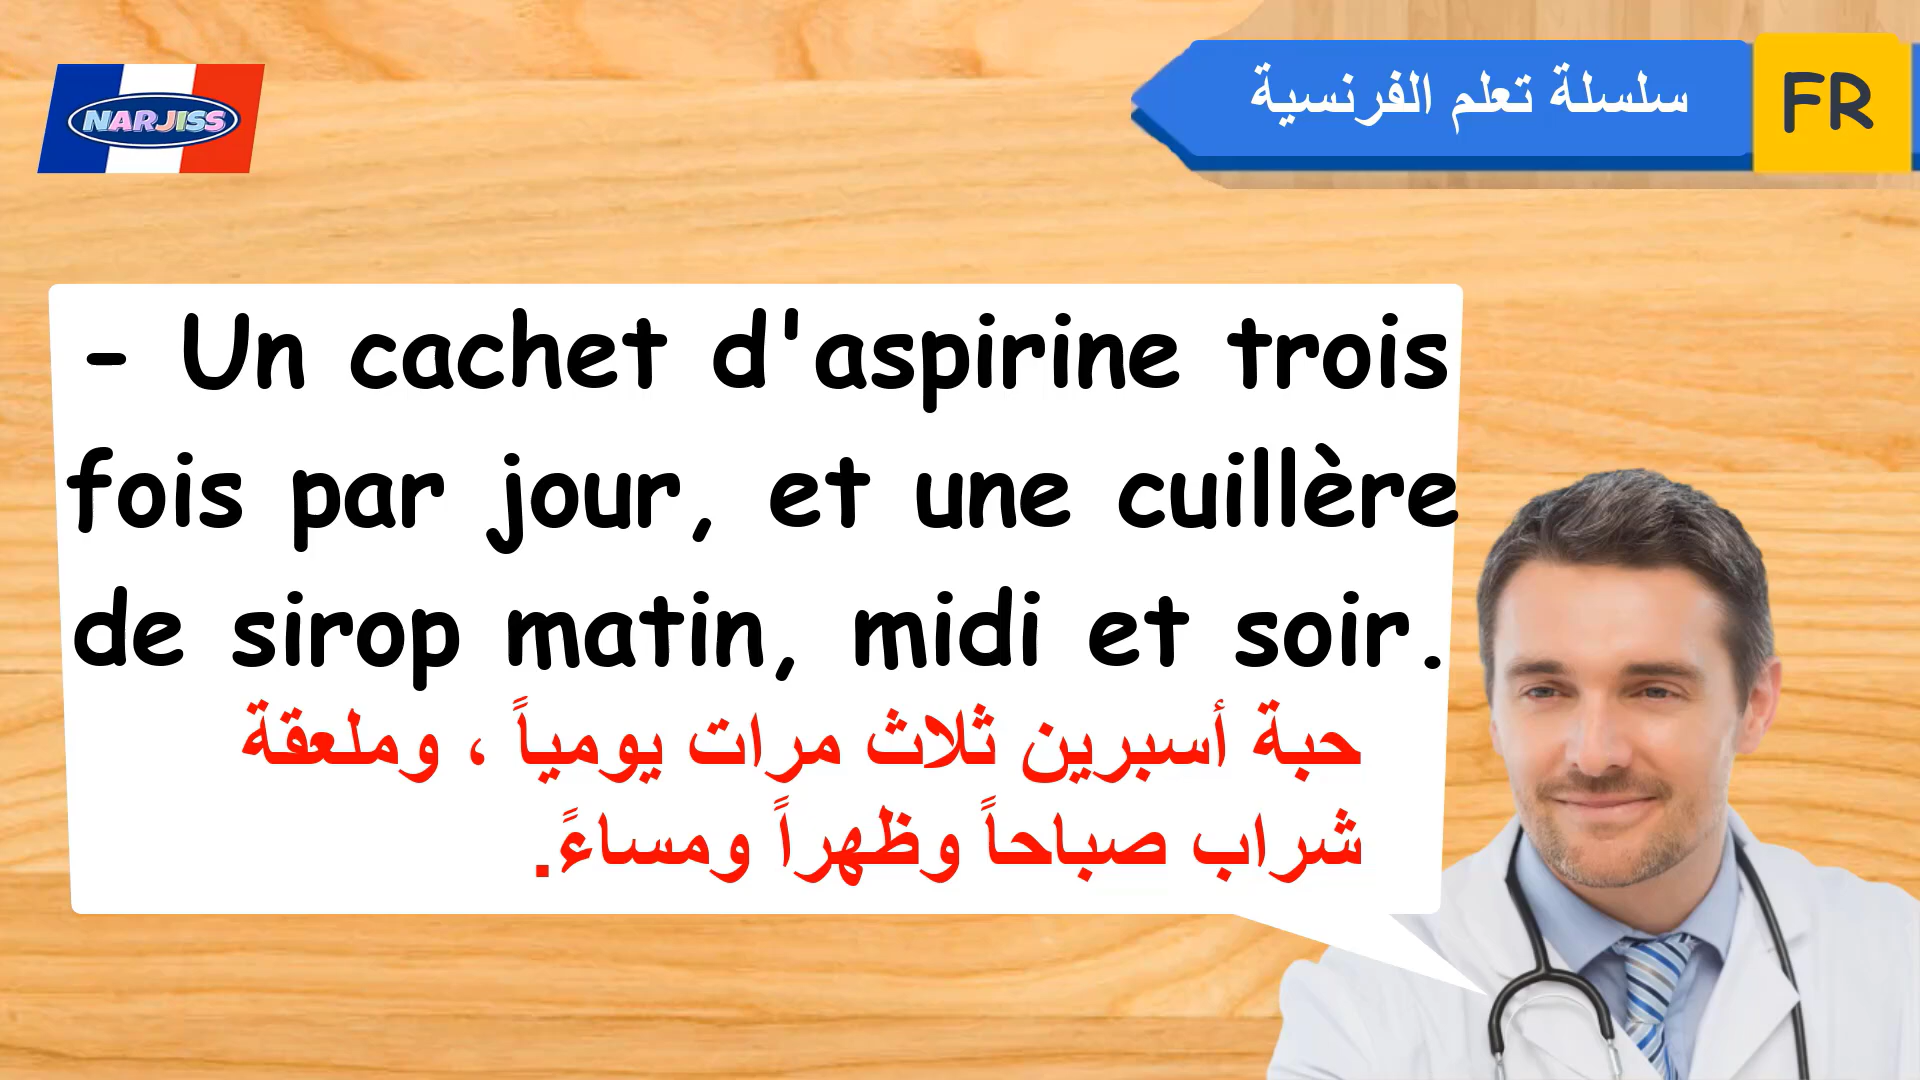 NARJISS
سلسلة تعلم الفرنسية
FR
- Un cachet d'aspirine trois
fois par jour, et une cuillère
de sirop matin, midi et soir.
حبة أسبرين ثلاث مرات يومياً ، وملعقة
شراب صباحاً وظهراً ومساءً.